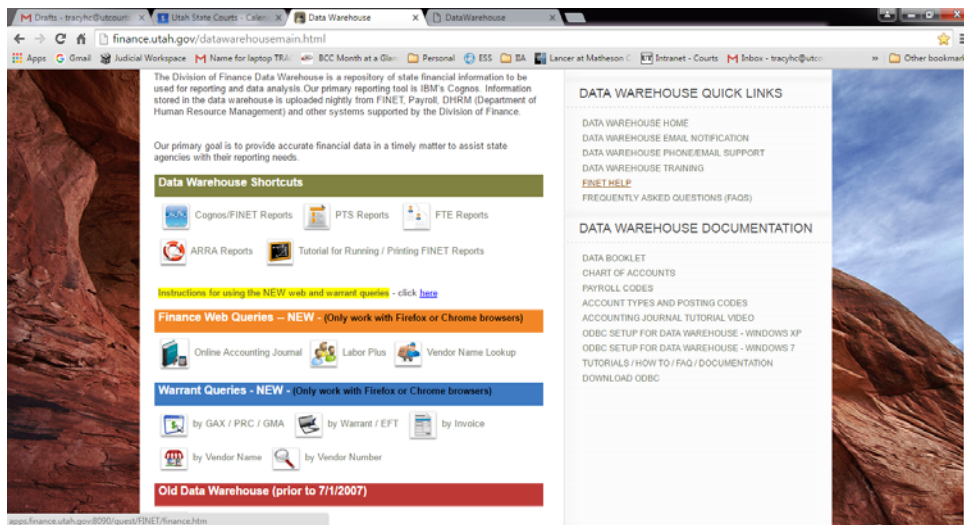 Drafts - tracyhc@utcourts
Utah State Courts - Calen
Data Warehouse
DataWarehouse
finance.utah.gov/datawarehousemain.html
Apps Gmail Judicial Workspace Name for laptop TRA BCC Month at a Glan Personal ESS EA Lancer at Matheson C Intranet - Courts Inbox - tracyhc@utco » Other bookmark
The Division of Finance Data Warehouse is a repository of state financial information to be
used for reporting and data analysis.Our primary reporting tool is IBM's Cognos. Information
stored in the data warehouse is uploaded nightly from FINET, Payroll, DHRM (Department of
Human Resource Management) and other systems supported by the Division of Finance.
Our primary goal is to provide accurate financial data in a timely matter to assist state
agencies with their reporting needs.
Data Warehouse Shortcuts
Cognos/FINET Reports PTS Reports FTE Reports
ARRA Reports Tutorial for Running / Printing FINET Reports
Instructions for using the NEW web and warrant queries - click here
Finance Web Queries -- NEW - (Only work with Firefox or Chrome browsers)
Online Accounting Journal Labor Plus Vendor Name Lookup
Warrant Queries - NEW - (Only work with Firefox or Chrome browsers)
by GAX / PRC / GMA by Warrant / EFT by Invoice
by Vendor Name by Vendor Number
Old Data Warehouse (prior to 7/1/2007)
apps.finance.utah.gov:8090/quest/FINET/finance.htm
DATA WAREHOUSE QUICK LINKS
DATA WAREHOUSE HOME
DATA WAREHOUSE EMAIL NOTIFICATION
DATA WAREHOUSE PHONE/EMAIL SUPPORT
DATA WAREHOUSE TRAINING
FINET HELP
FREQUENTLY ASKED QUESTIONS (FAQS)
DATA WAREHOUSE DOCUMENTATION
DATA BOOKLET
CHART OF ACCOUNTS
PAYROLL CODES
ACCOUNT TYPES AND POSTING CODES
ACCOUNTING JOURNAL TUTORIAL VIDEO
ODBC SETUP FOR DATA WAREHOUSE - WINDOWS XP
ODBC SETUP FOR DATA WAREHOUSE - WINDOWS 7
TUTORIALS / HOW TO / FAQ / DOCUMENTATION
DOWNLOAD ODBC